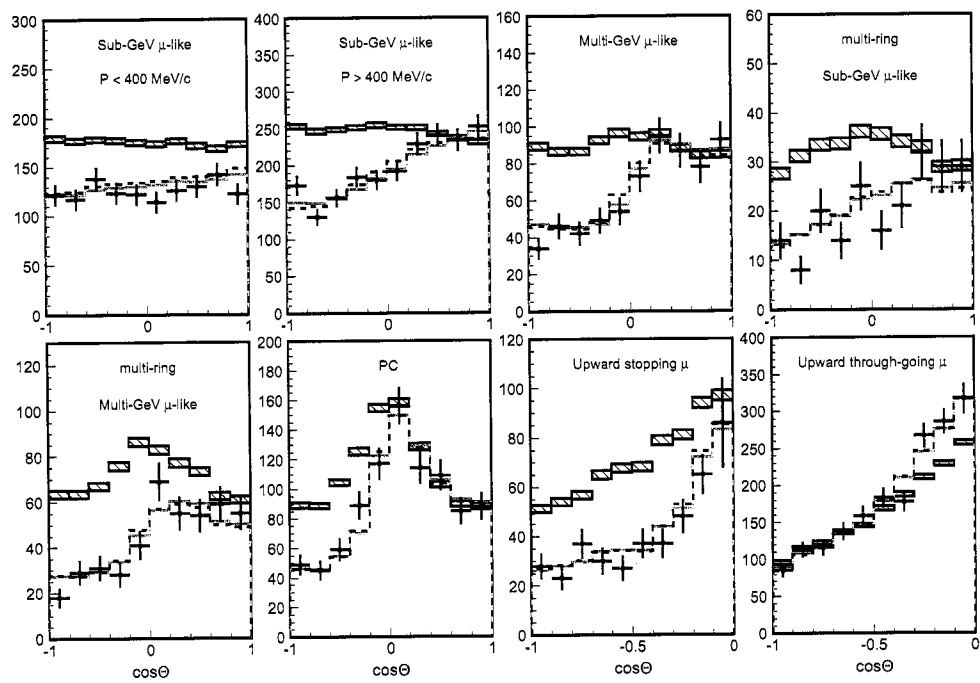 300
250
200
150
100
50
0
Sub-GeV μ-like
P < 400 MeV/c
-1 0 1
400
350
300
250
200
150
100
50
0
Sub-GeV μ-like
P > 400 MeV/c
-1 0 1
160
140
120
100
80
60
40
20
0
Multi-GeV μ-like
-1 0 1
60
50
40
30
20
10
0
multi-ring
Sub-GeV μ-like
-1 0 1
120
100
80
60
40
20
0
multi-ring
Multi-GeV μ-like
-1 0 1
cosΘ
200
180
160
140
120
100
80
60
40
20
0
PC
-1 0 1
cosΘ
120
100
80
60
40
20
0
Upward stopping μ
-1 -0.5 0
cosΘ
400
350
300
250
200
150
100
50
0
Upward through-going μ
-1 -0.5 0
cosΘ